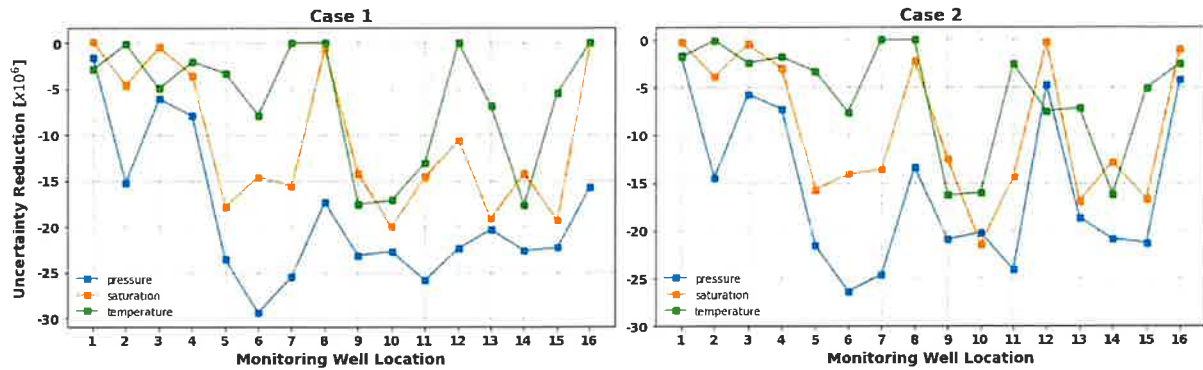 Case 1
Uncertainty Reduction [x10⁶]
0
-5
-10
-15
-20
-25
-30
pressure
saturation
temperature
1 2 3 4 5 6 7 8 9 10 11 12 13 14 15 16
Monitoring Well Location
Case 2
0
-5
-10
-15
-20
-25
-30
pressure
saturation
temperature
1 2 3 4 5 6 7 8 9 10 11 12 13 14 15 16
Monitoring Well Location